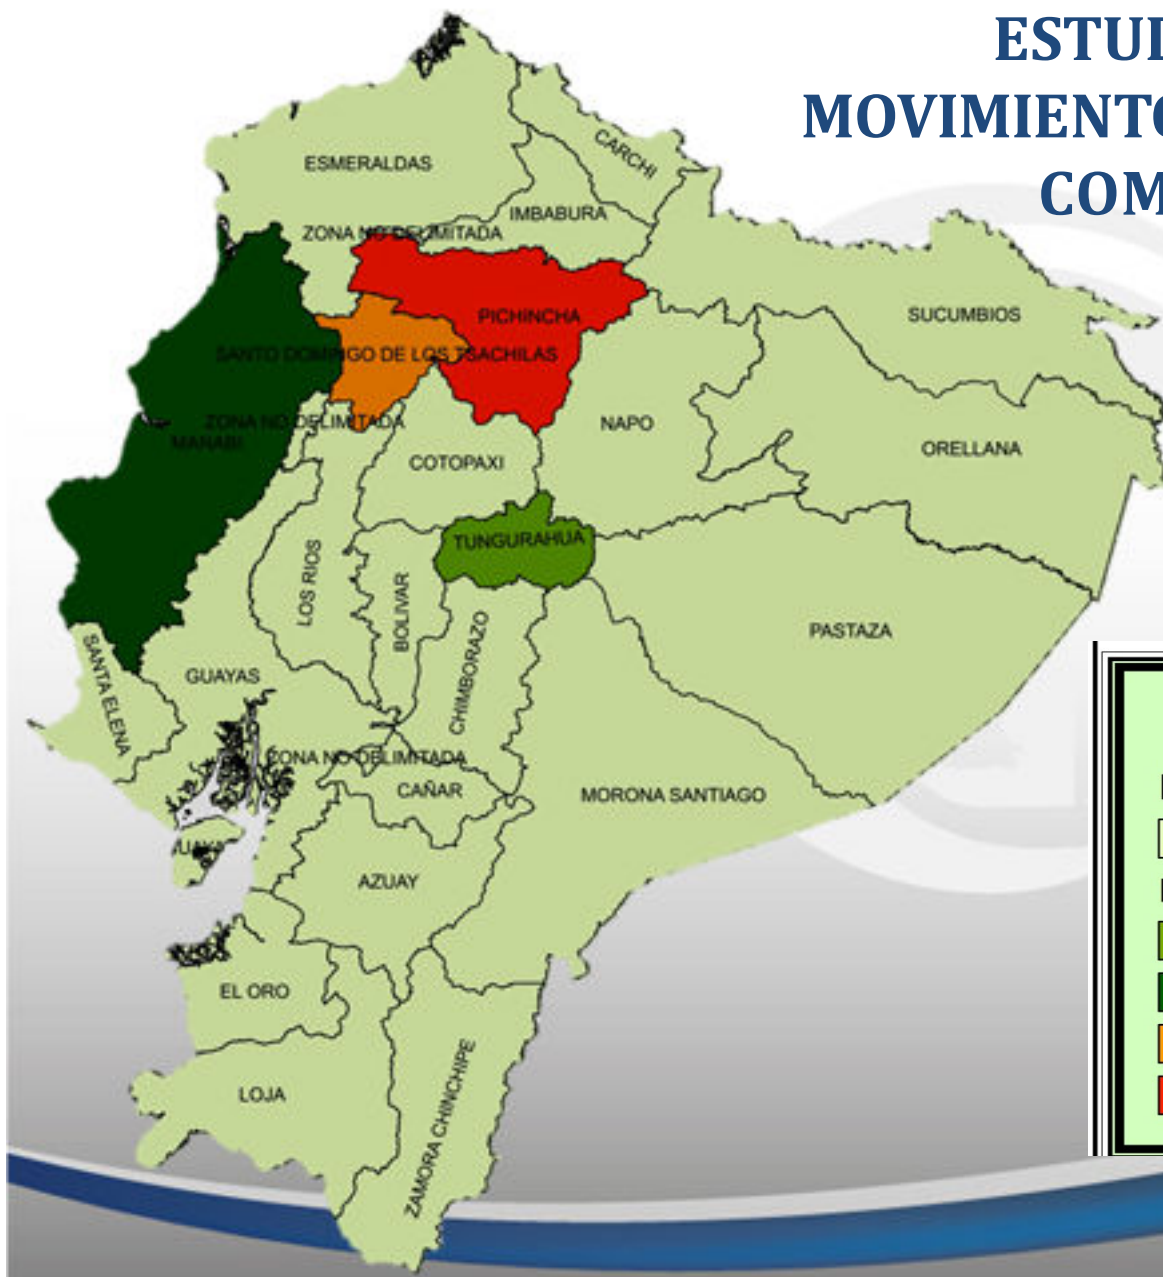 ESTUI
MOVIMIENTO
COM
ESMERALDAS
CARCHI
IMBABURA
ZONA NO DELIMITADA
PICHINCHA
SUCUMBIOS
SANTO DOMINGO DE LOS TSACHILAS
ZONA NO DELIMITADA
NAPO
MANABI
ORELLANA
COTOPAXI
TUNGURAHUA
LOS RIOS
BOLIVAR
PASTAZA
SANTA ELENA
GUAYAS
CHIMBORAZO
ZONA NO DELIMITADA
CAÑAR
MORONA SANTIAGO
UAYA
AZUAY
EL ORO
LOJA
ZAMORA CHINCHIPE